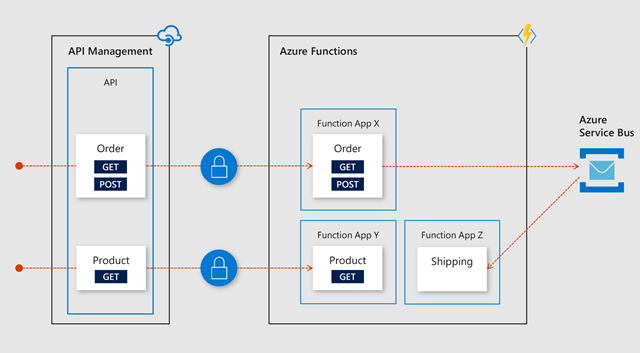 API Management
API
Order
GET
POST
Product
GET
Azure Functions
Function App X
Order
GET
POST
Function App Y
Product
GET
Function App Z
Shipping
Azure
Service Bus